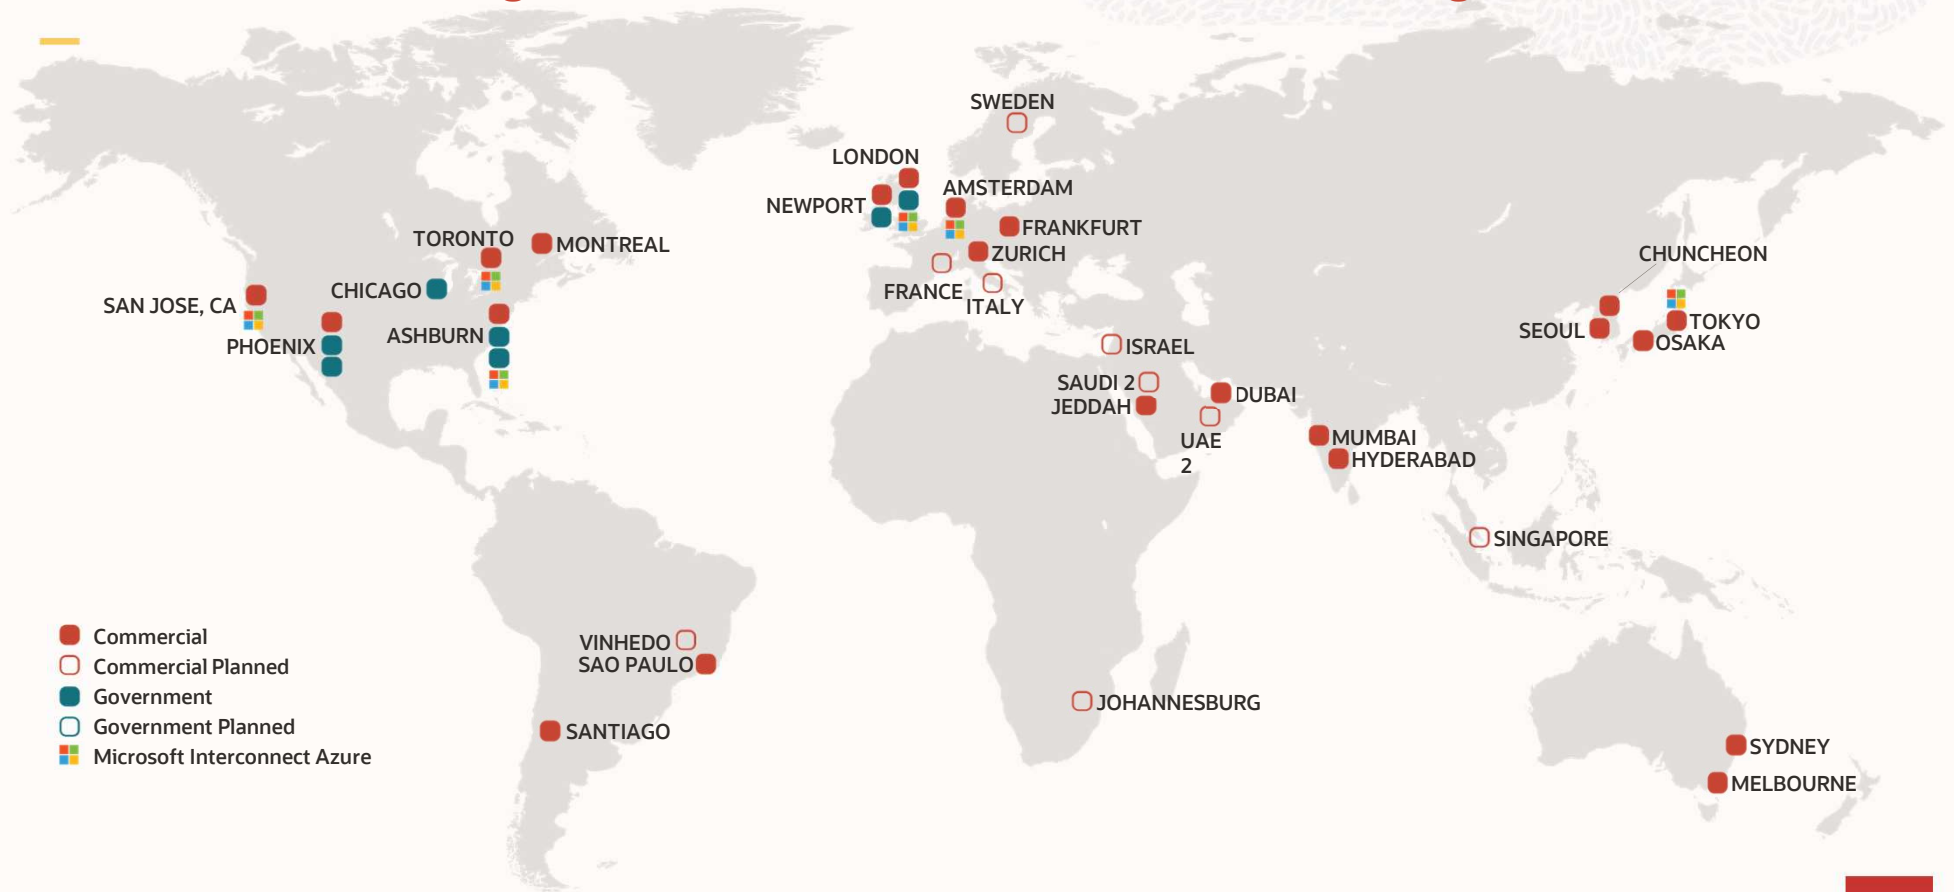 SWEDEN
LONDON
AMSTERDAM
NEWPORT
FRANKFURT
TORONTO
MONTREAL
ZURICH
CHUNCHEON
CHICAGO
FRANCE
SAN JOSE, CA
ITALY
ASHBURN
PHOENIX
SEOUL
TOKYO
OSAKA
ISRAEL
SAUDI 2
DUBAI
JEDDAH
UAE
2
MUMBAI
HYDERABAD
SINGAPORE
Commercial
Commercial Planned
Government
Government Planned
Microsoft Interconnect Azure
VINHEDO
SAO PAULO
SANTIAGO
JOHANNESBURG
SYDNEY
MELBOURNE